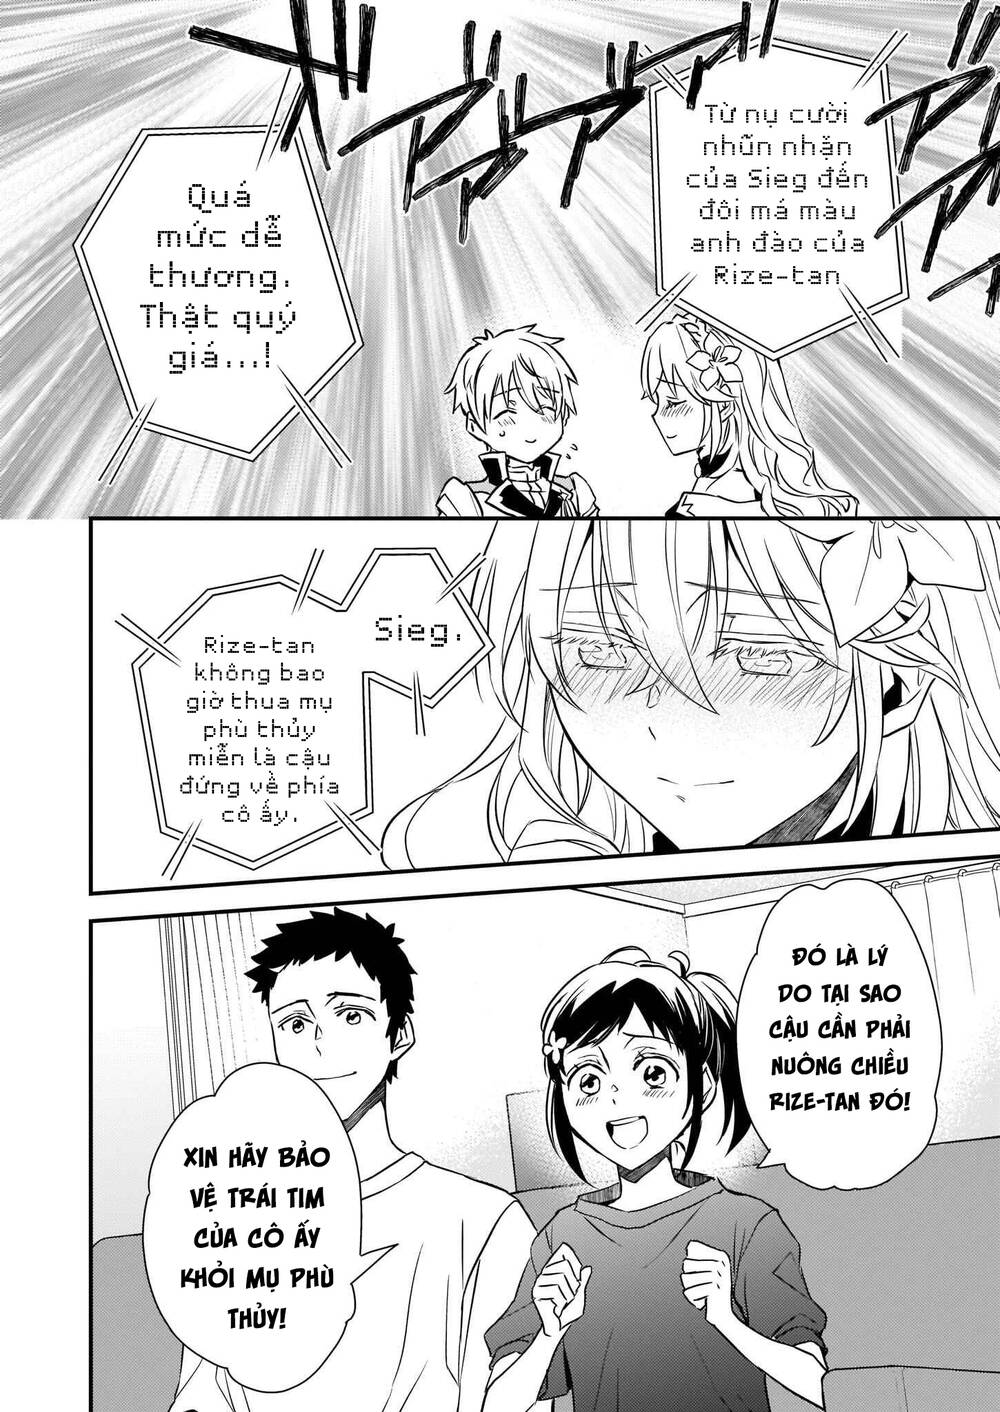 Từ nụ cười
nhũn nhặn
của Sieg đến
đôi má màu
anh đào của
Rize-tan
Quá
mức dễ
thương.
Thật quý
giá...!
Sieg.
Rize-tan
không bao
giờ thua mụ
phù thủy
miễn là cậu
đứng về phía
cô ấy.
ĐÓ LÀ LÝ
DO TẠI SAO
CẬU CẦN PHẢI
NUÔNG CHIỀU
RIZE-TAN ĐÓ!
XIN HÃY BẢO
VỆ TRÁI TIM
CỦA CÔ ẤY
KHỎI MỤ PHÙ
THỦY!